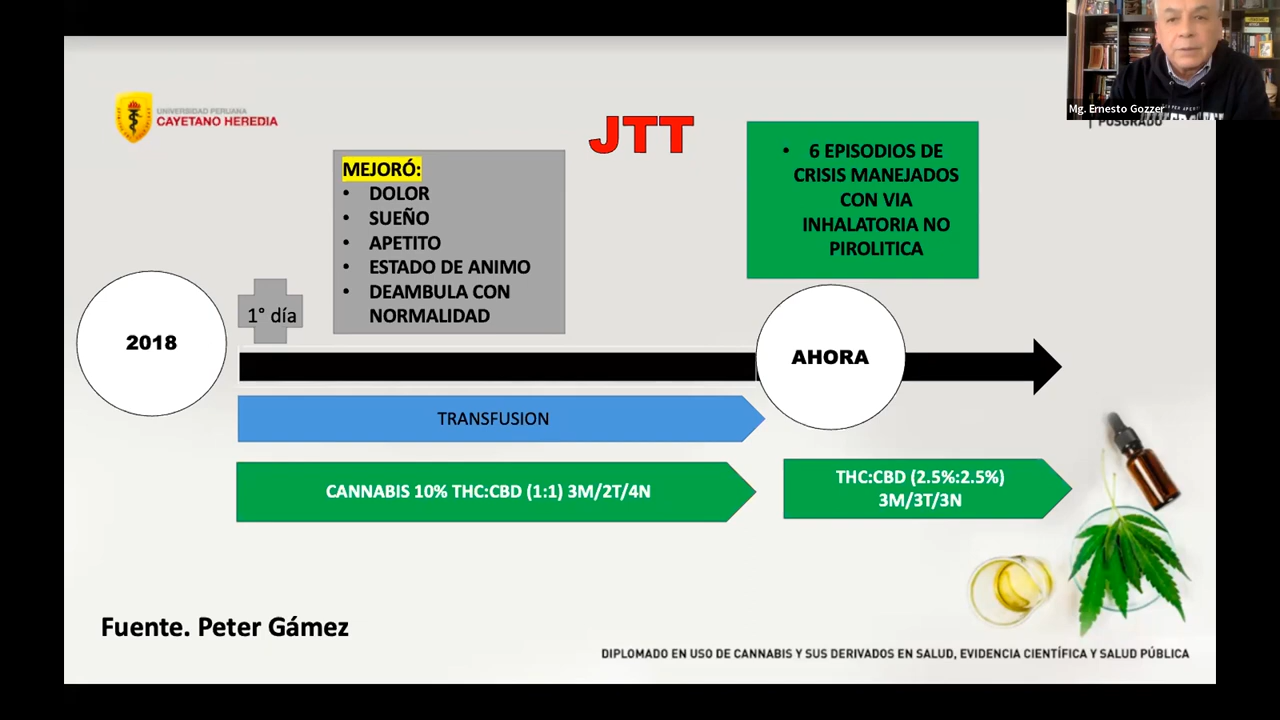 Mg. Ernesto Gozzer
UNIVERSIDAD PERUANA
CAYETANO HEREDIA
POSGRADO
JTT
MEJORÓ:
• DOLOR
• SUEÑO
• APETITO
• ESTADO DE ANIMO
• DEAMBULA CON
NORMALIDAD
• 6 EPISODIOS DE
CRISIS MANEJADOS
CON VIA
INHALATORIA NO
PIROLITICA
2018
1° día
AHORA
TRANSFUSION
CANNABIS 10% THC:CBD (1:1) 3M/2T/4N
THC:CBD (2.5%:2.5%)
3M/3T/3N
Fuente. Peter Gámez
DIPLOMADO EN USO DE CANNABIS Y SUS DERIVADOS EN SALUD, EVIDENCIA CIENTÍFICA Y SALUD PÚBLICA